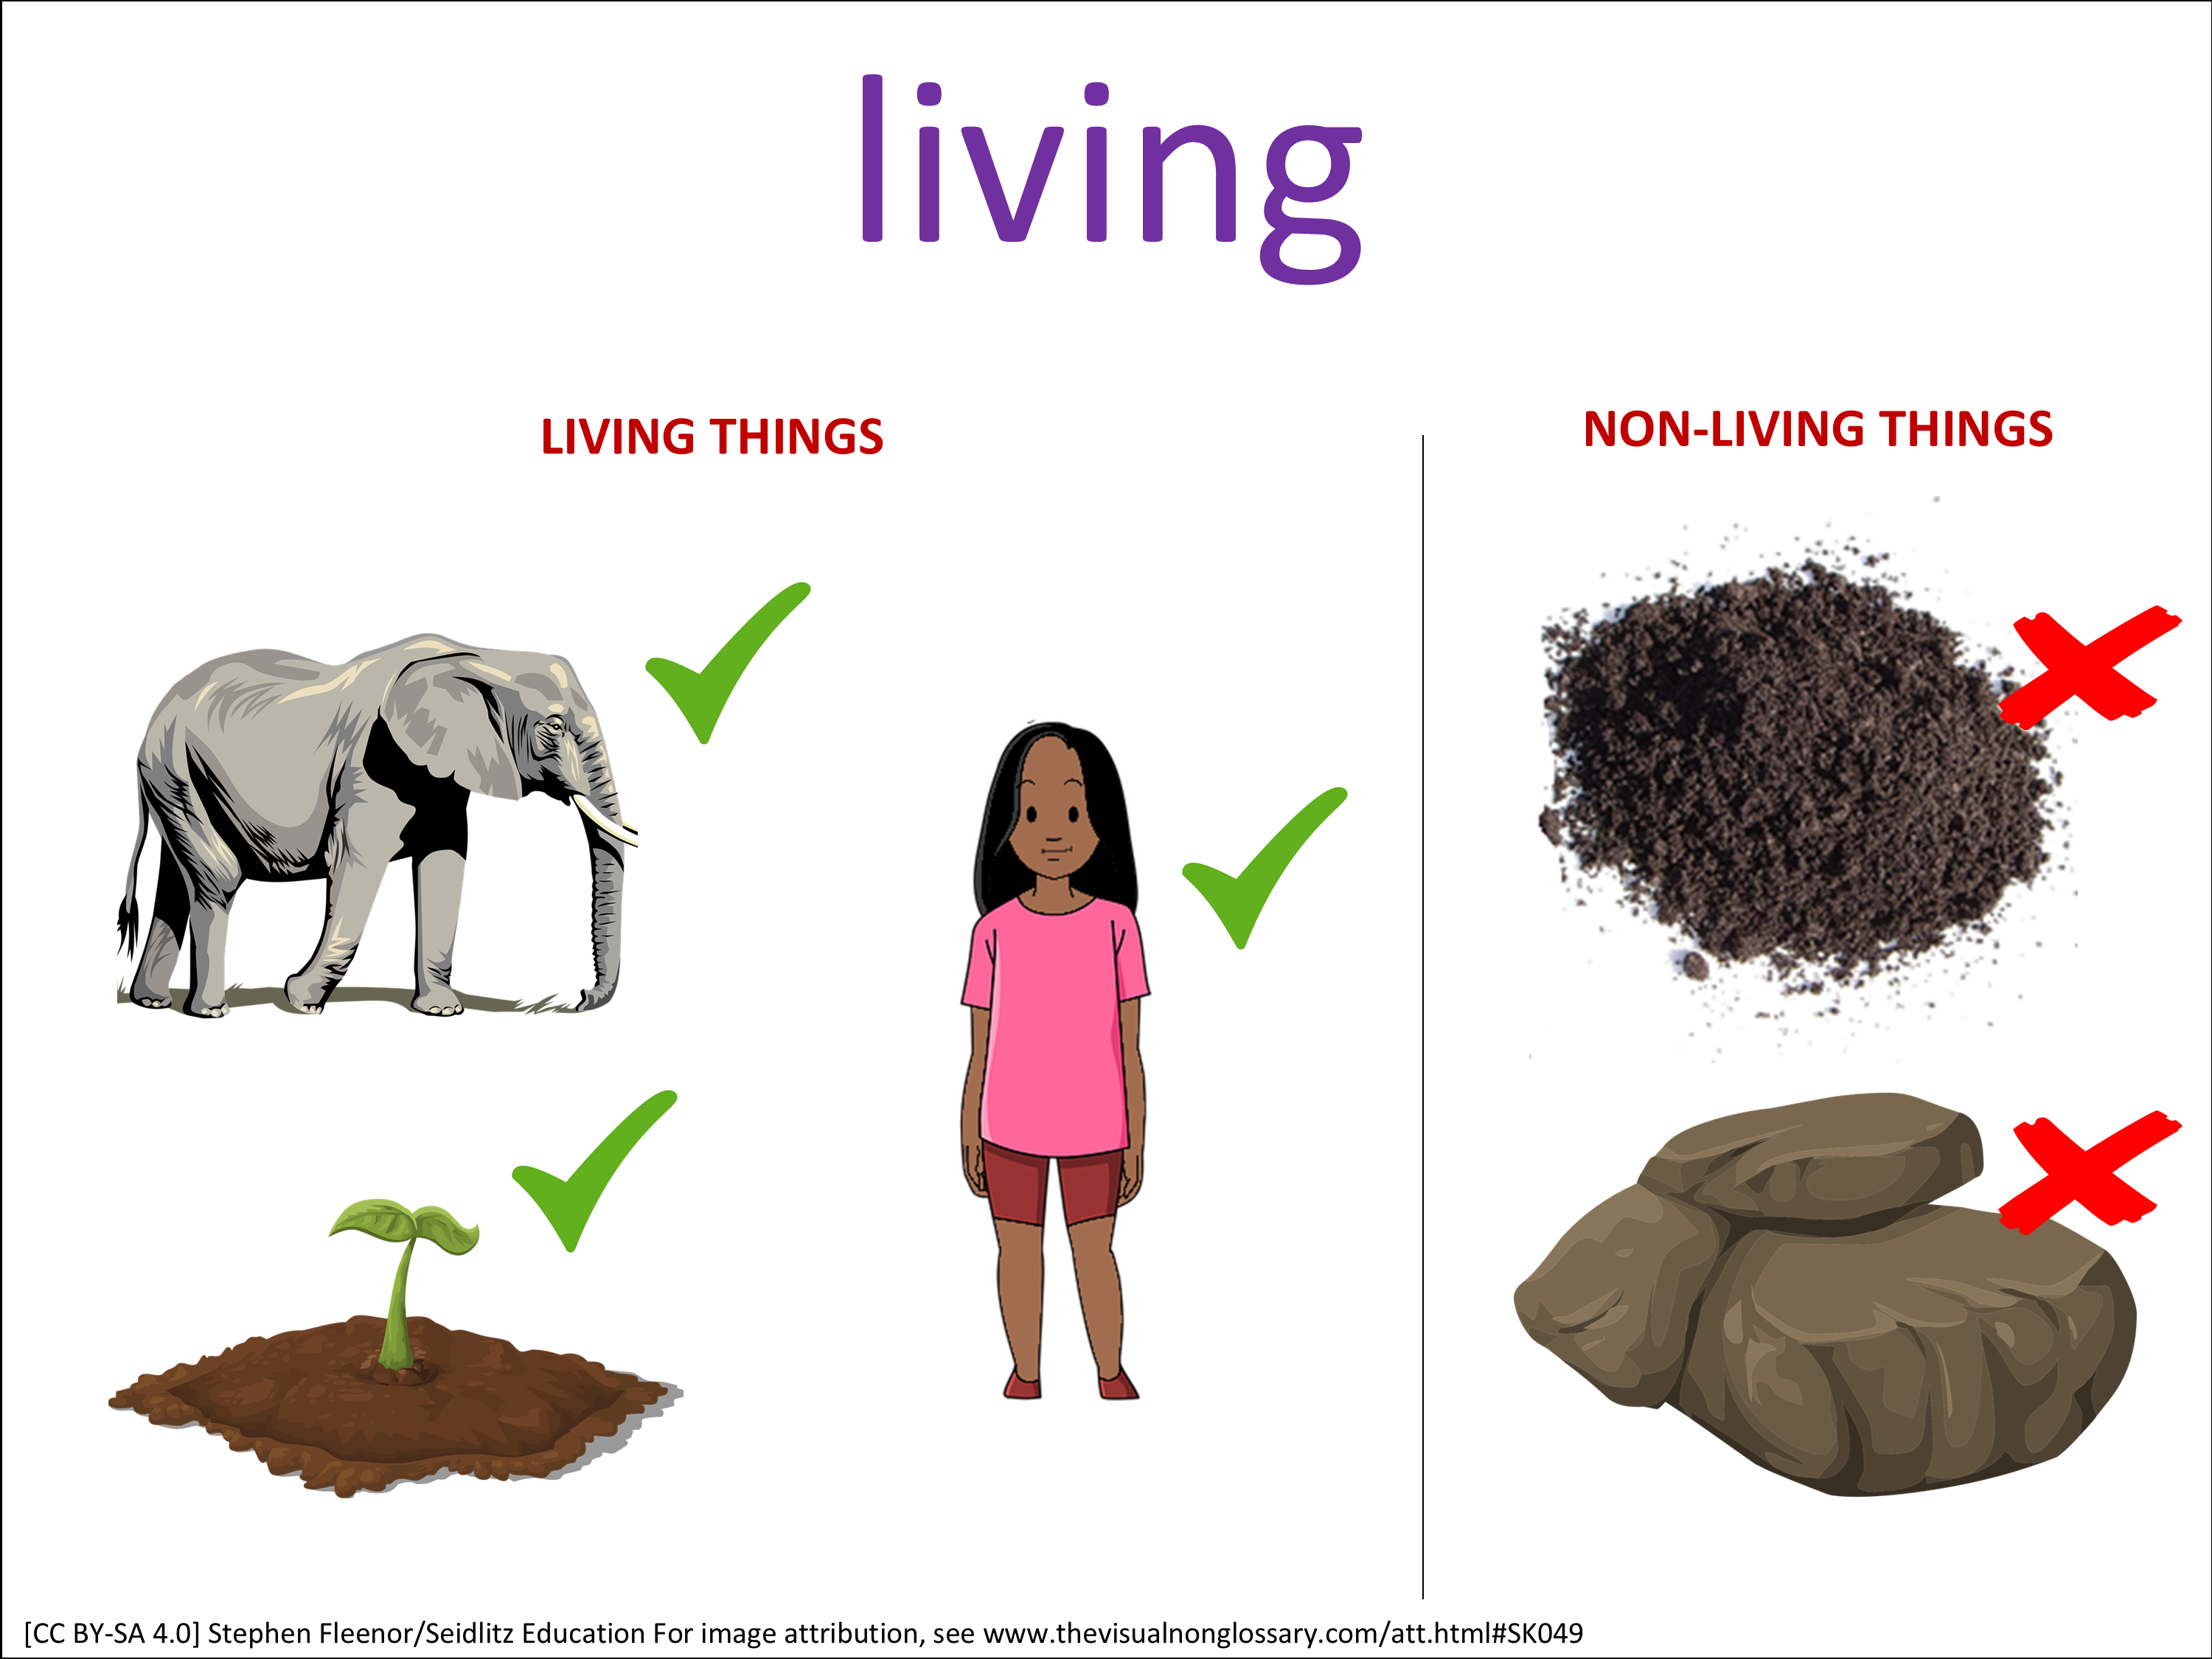 living
LIVING THINGS
NON-LIVING THINGS
[CC BY-SA 4.0] Stephen Fleenor/Seidlitz Education For image attribution, see www.thevisualnonglossary.com/att.html#SK049